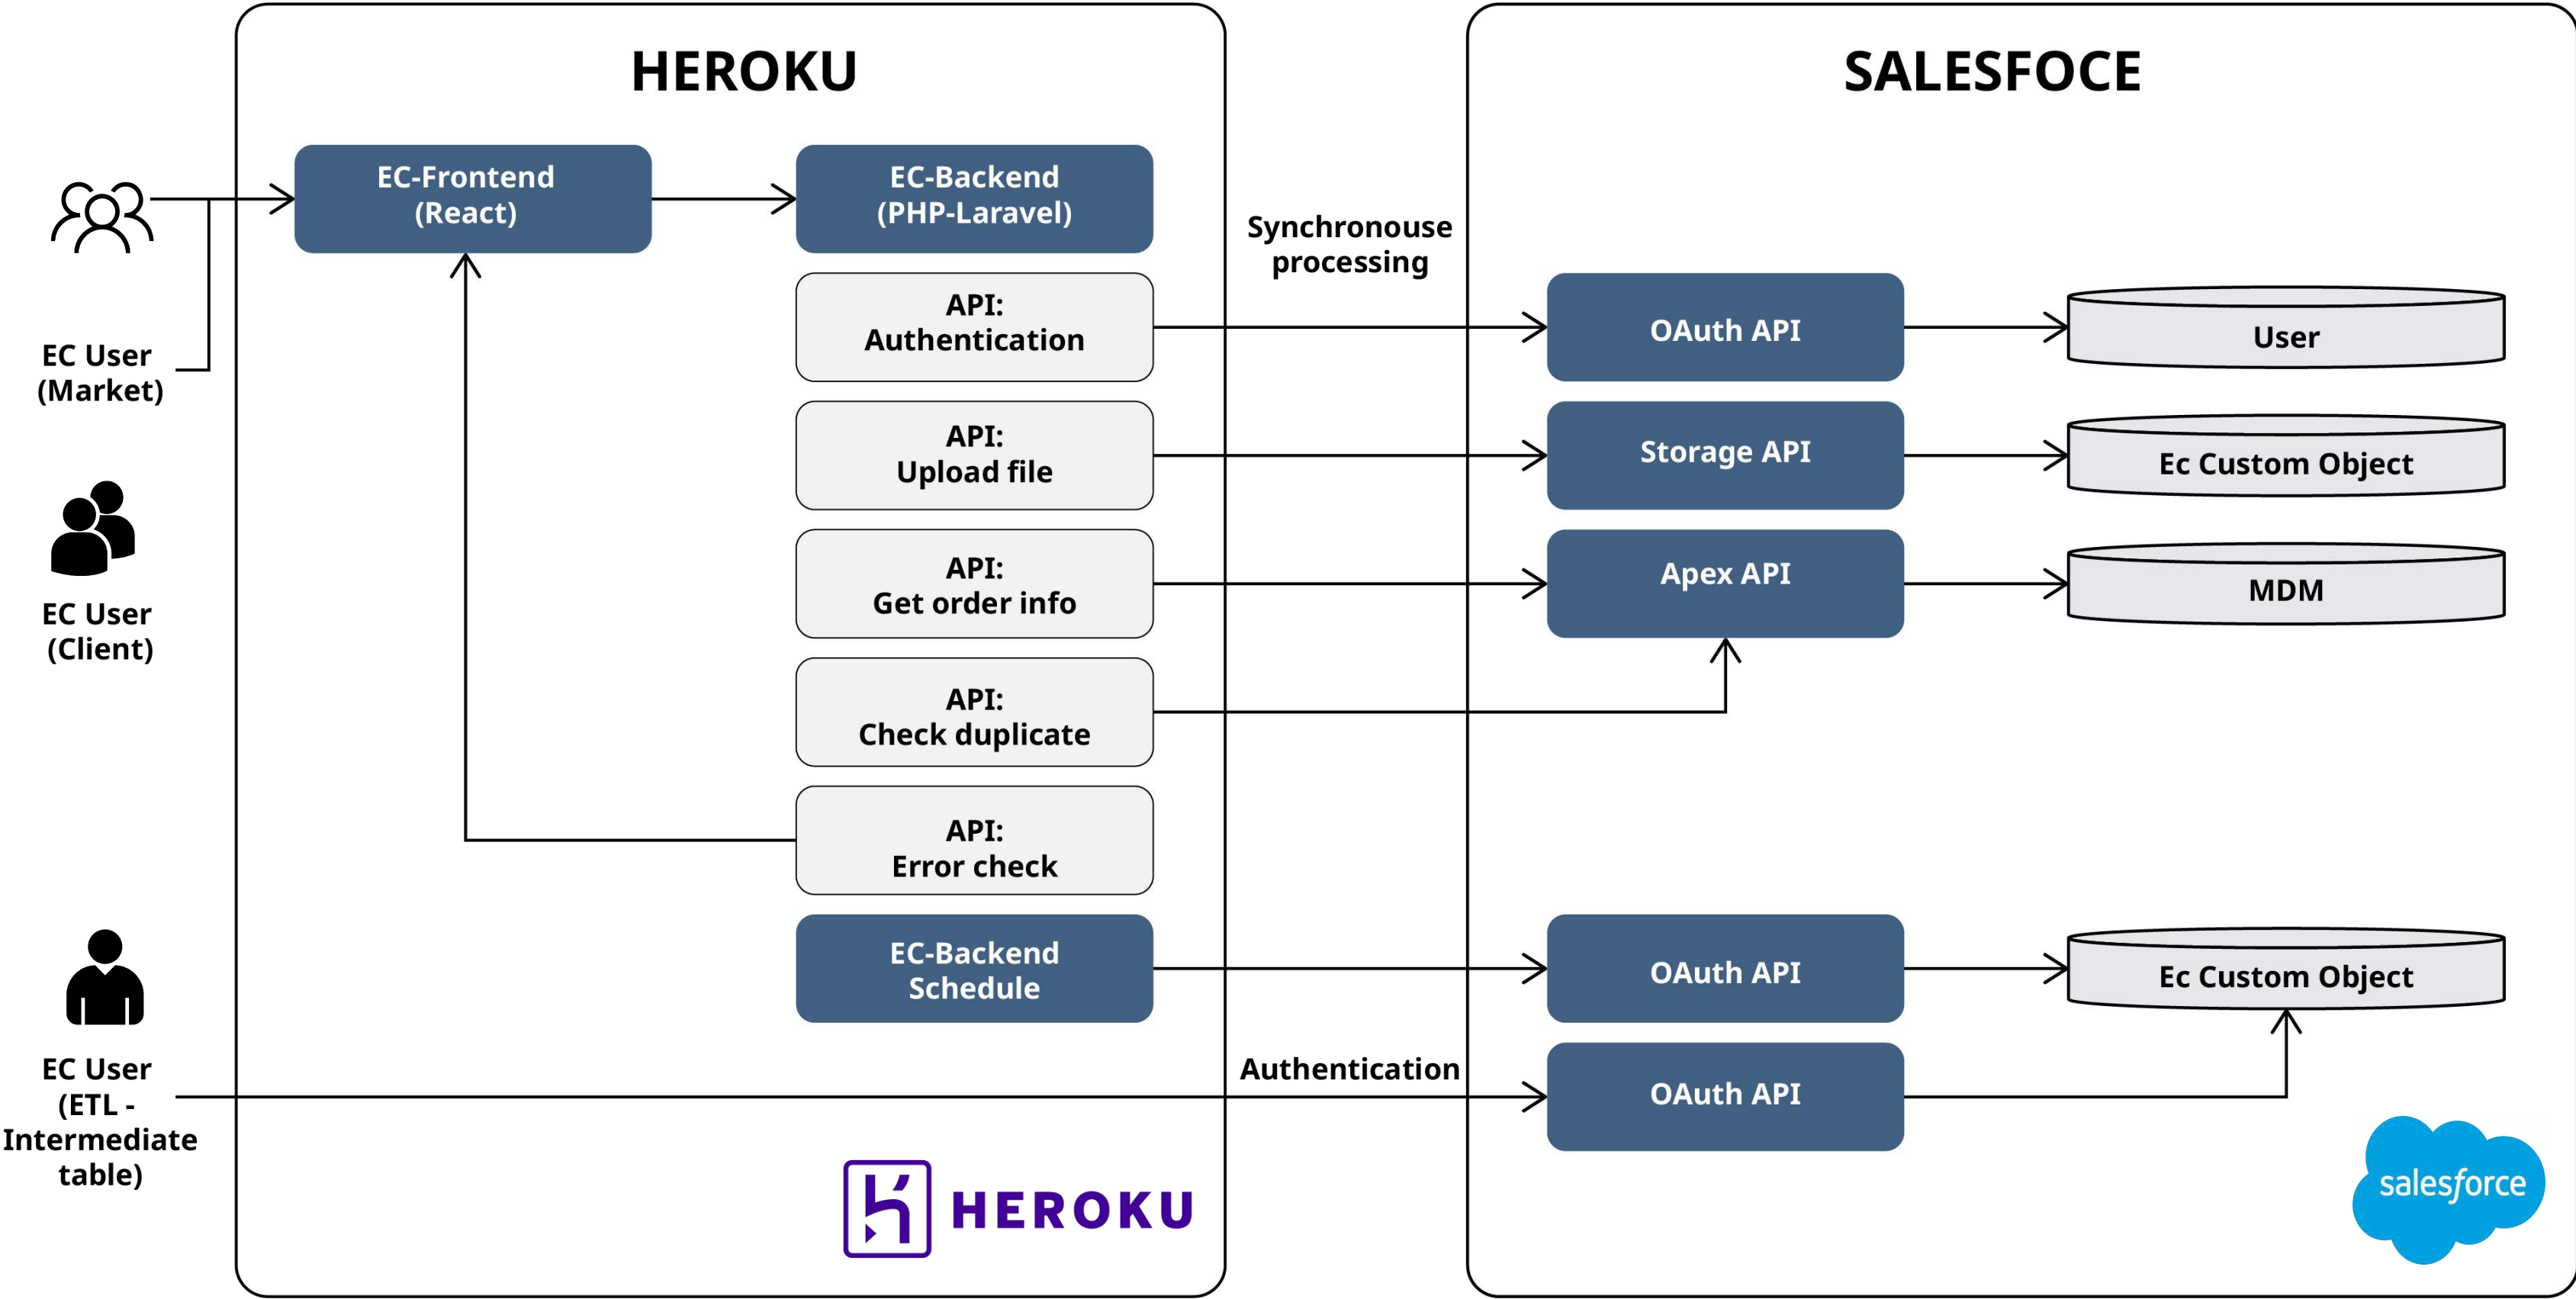 HEROKU
SALESFOCE
EC-Frontend
(React)
EC-Backend
(PHP-Laravel)
Synchronouse
processing
API:
Authentication
OAuth API
User
EC User
(Market)
API:
Upload file
Storage API
Ec Custom Object
API:
Get order info
Apex API
MDM
EC User
(Client)
API:
Check duplicate
API:
Error check
EC-Backend
Schedule
OAuth API
Ec Custom Object
EC User
(ETL -
Intermediate
table)
Authentication
OAuth API
HEROKU
salesforce